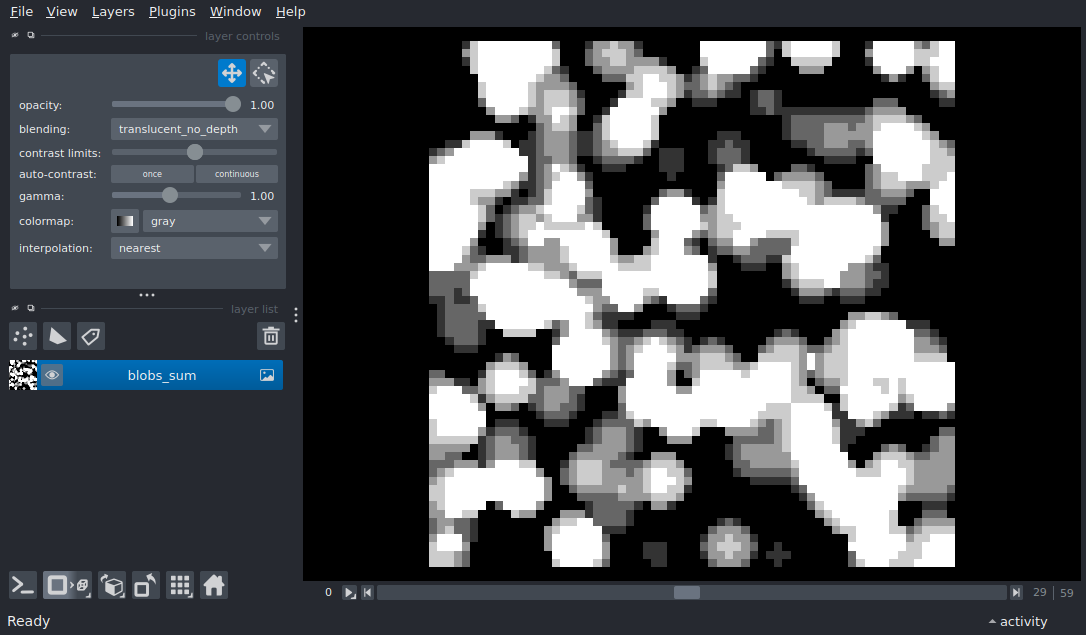 File View Layers Plugins Window Help
layer controls
opacity: 1.00
blending: translucent_no_depth
contrast limits:
auto-contrast: once continuous
gamma: 1.00
colormap: gray
interpolation: nearest
layer list
blobs_sum
0 29 59
Ready activity